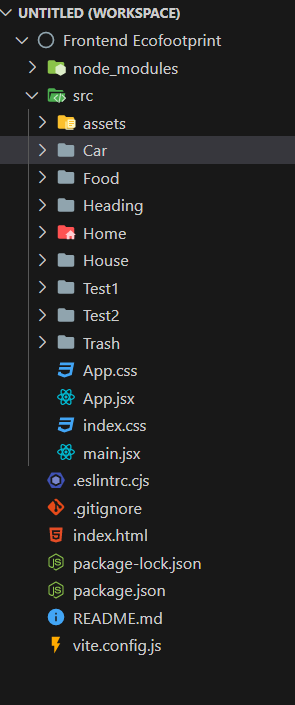 UNTITLED (WORKSPACE)
Frontend Ecofootprint
node_modules
src
assets
Car
Food
Heading
Home
House
Test1
Test2
Trash
App.css
App.jsx
index.css
main.jsx
.eslintrc.cjs
.gitignore
index.html
package-lock.json
package.json
README.md
vite.config.js